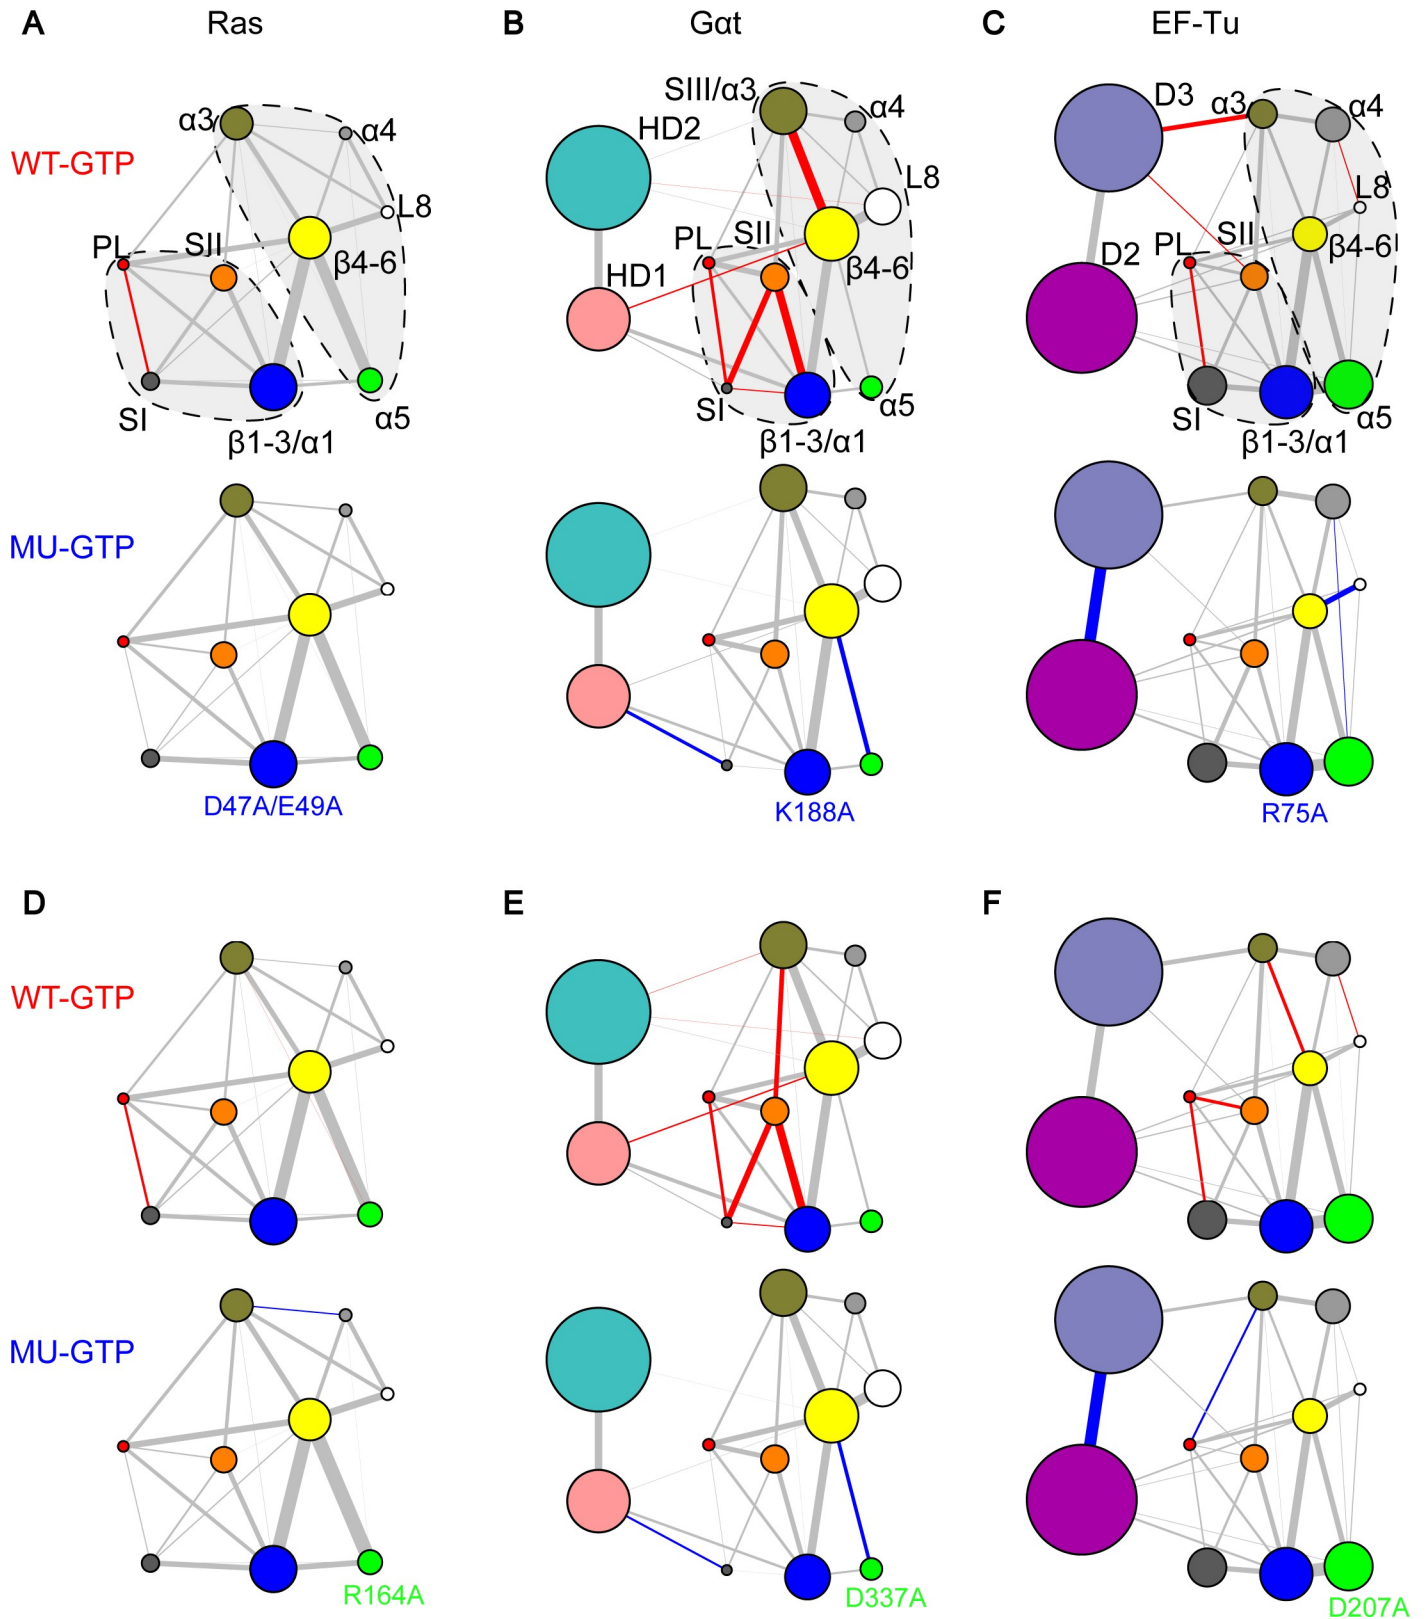 A Ras
B Gαt
C EF-Tu
WT-GTP
α3
α4
L8
PL
SII
β4-6
SI
α5
β1-3/α1
SIII/α3
HD2
α4
L8
PL
SII
HD1
β4-6
SI
α5
β1-3/α1
D3
α3
α4
L8
PL
SII
D2
β4-6
SI
α5
β1-3/α1
MU-GTP
D47A/E49A
K188A
R75A
D
E
F
WT-GTP
MU-GTP
R164A
D337A
D207A